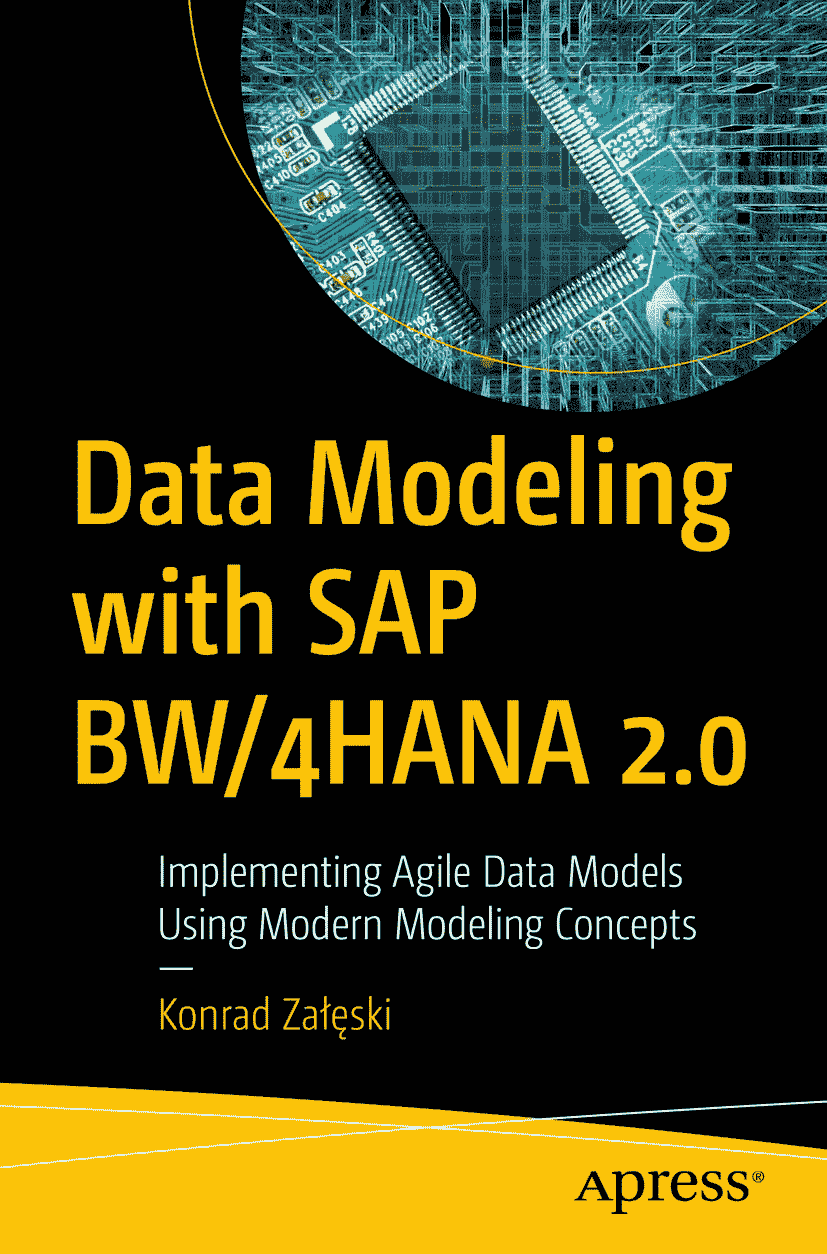 Data Modeling
with SAP
BW/4HANA 2.0
Implementing Agile Data Models
Using Modern Modeling Concepts
—
Konrad Załęski
Apress®